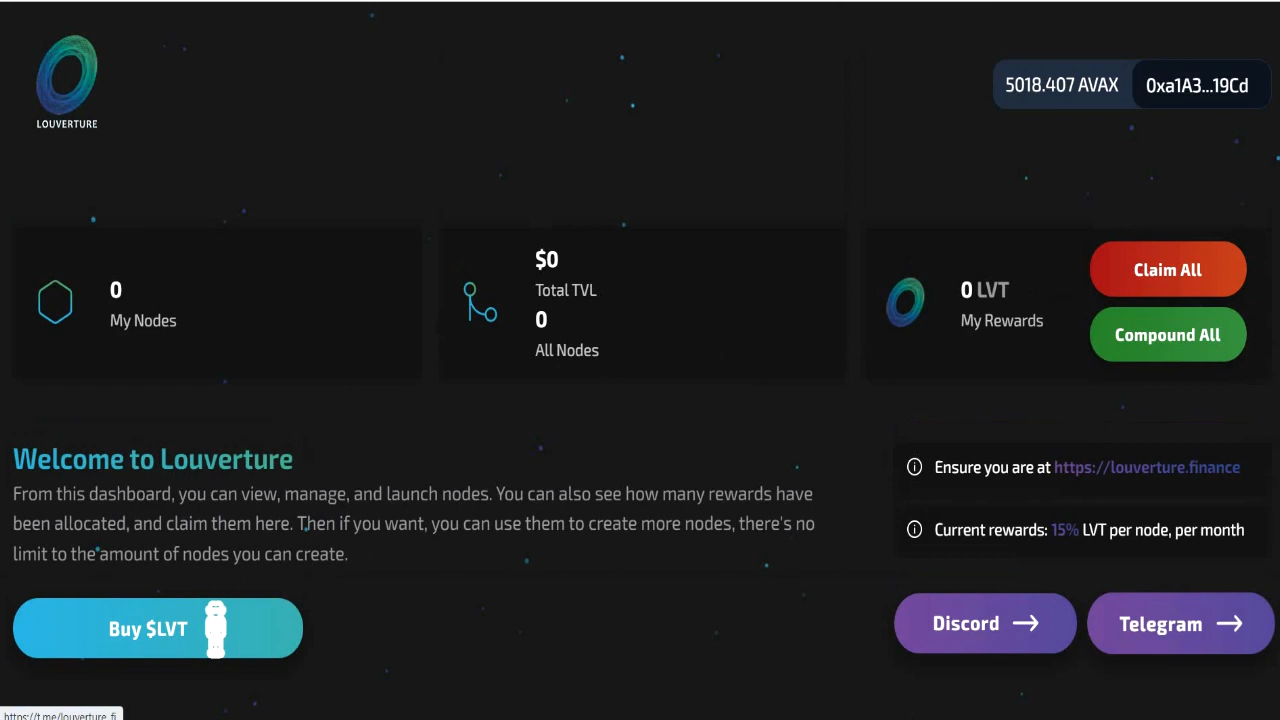 LOUVERTURE
5018.407 AVAX
0xa1A3...19Cd
0
My Nodes
$0
Total TVL
0
All Nodes
0 LVT
My Rewards
Claim All
Compound All
Welcome to Louverture
From this dashboard, you can view, manage, and launch nodes. You can also see how many rewards have
been allocated, and claim them here. Then if you want, you can use them to create more nodes, there's no
limit to the amount of nodes you can create.
Ensure you are at https://louverture.finance
Current rewards: 15% LVT per node, per month
Buy $LVT
Discord →
Telegram →
https://t.me/louverture_fi